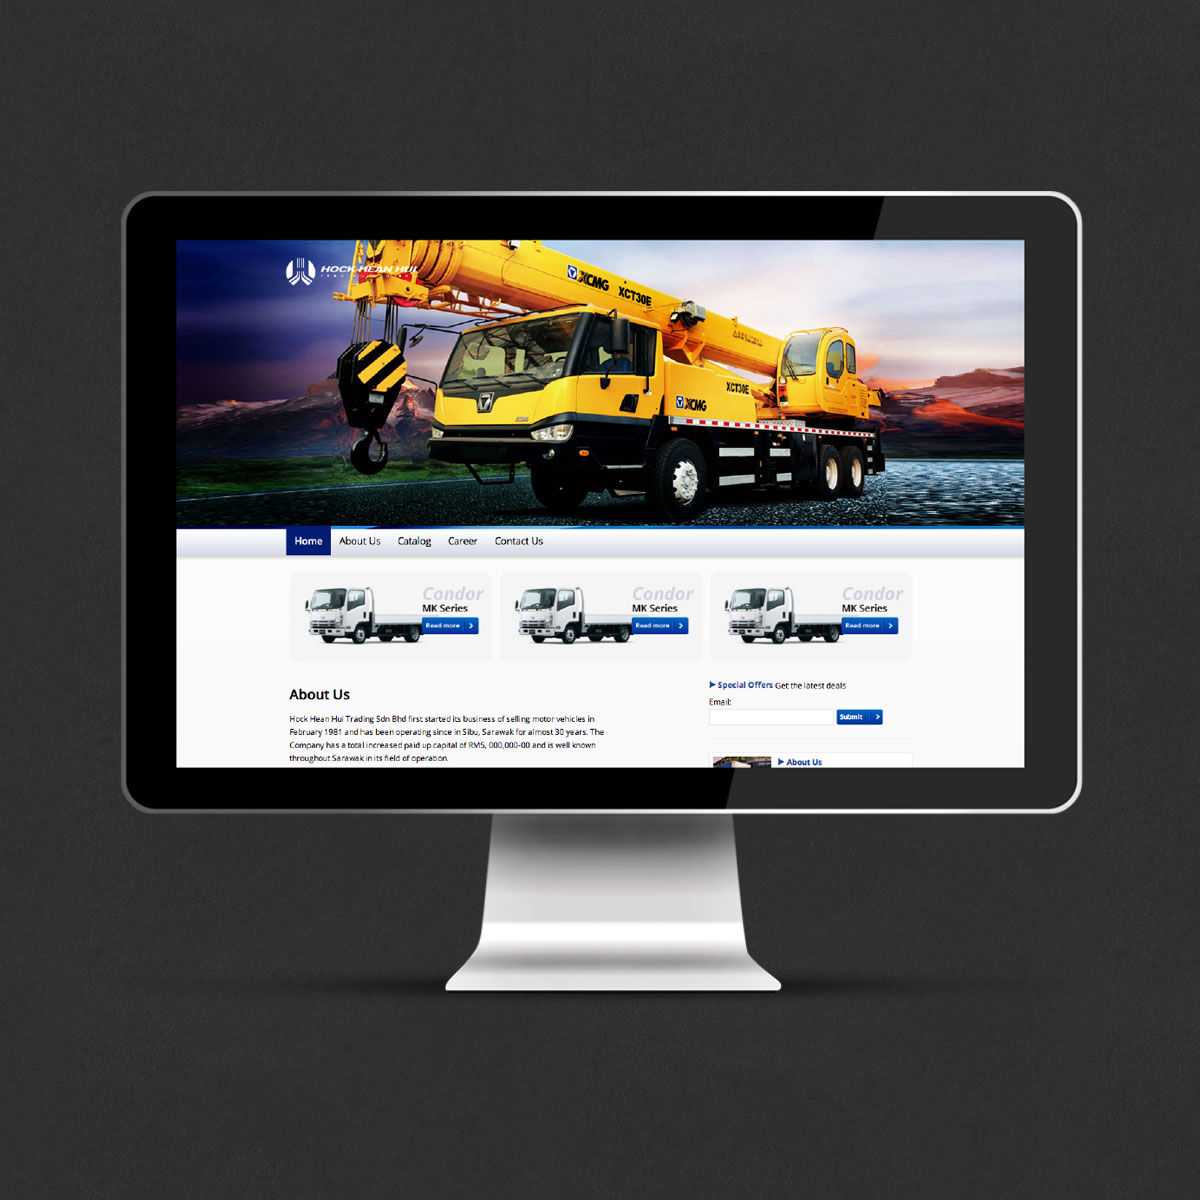 HOCK HEAN HUI
XCMG XCT30E
XCT30E
XCMG
Home About Us Catalog Career Contact Us
Condor
MK Series
Read more
Condor
MK Series
Read more
Condor
MK Series
Read more
About Us
Hock Hean Hui Trading Sdn Bhd first started its business of selling motor vehicles in
February 1981 and has been operating since in Sibu, Sarawak for almost 30 years. The
Company has a total increased paid up capital of RM5, 000,000-00 and is well known
throughout Sarawak in its field of operation.
Special Offers Get the latest deals
Email:
Submit
About Us